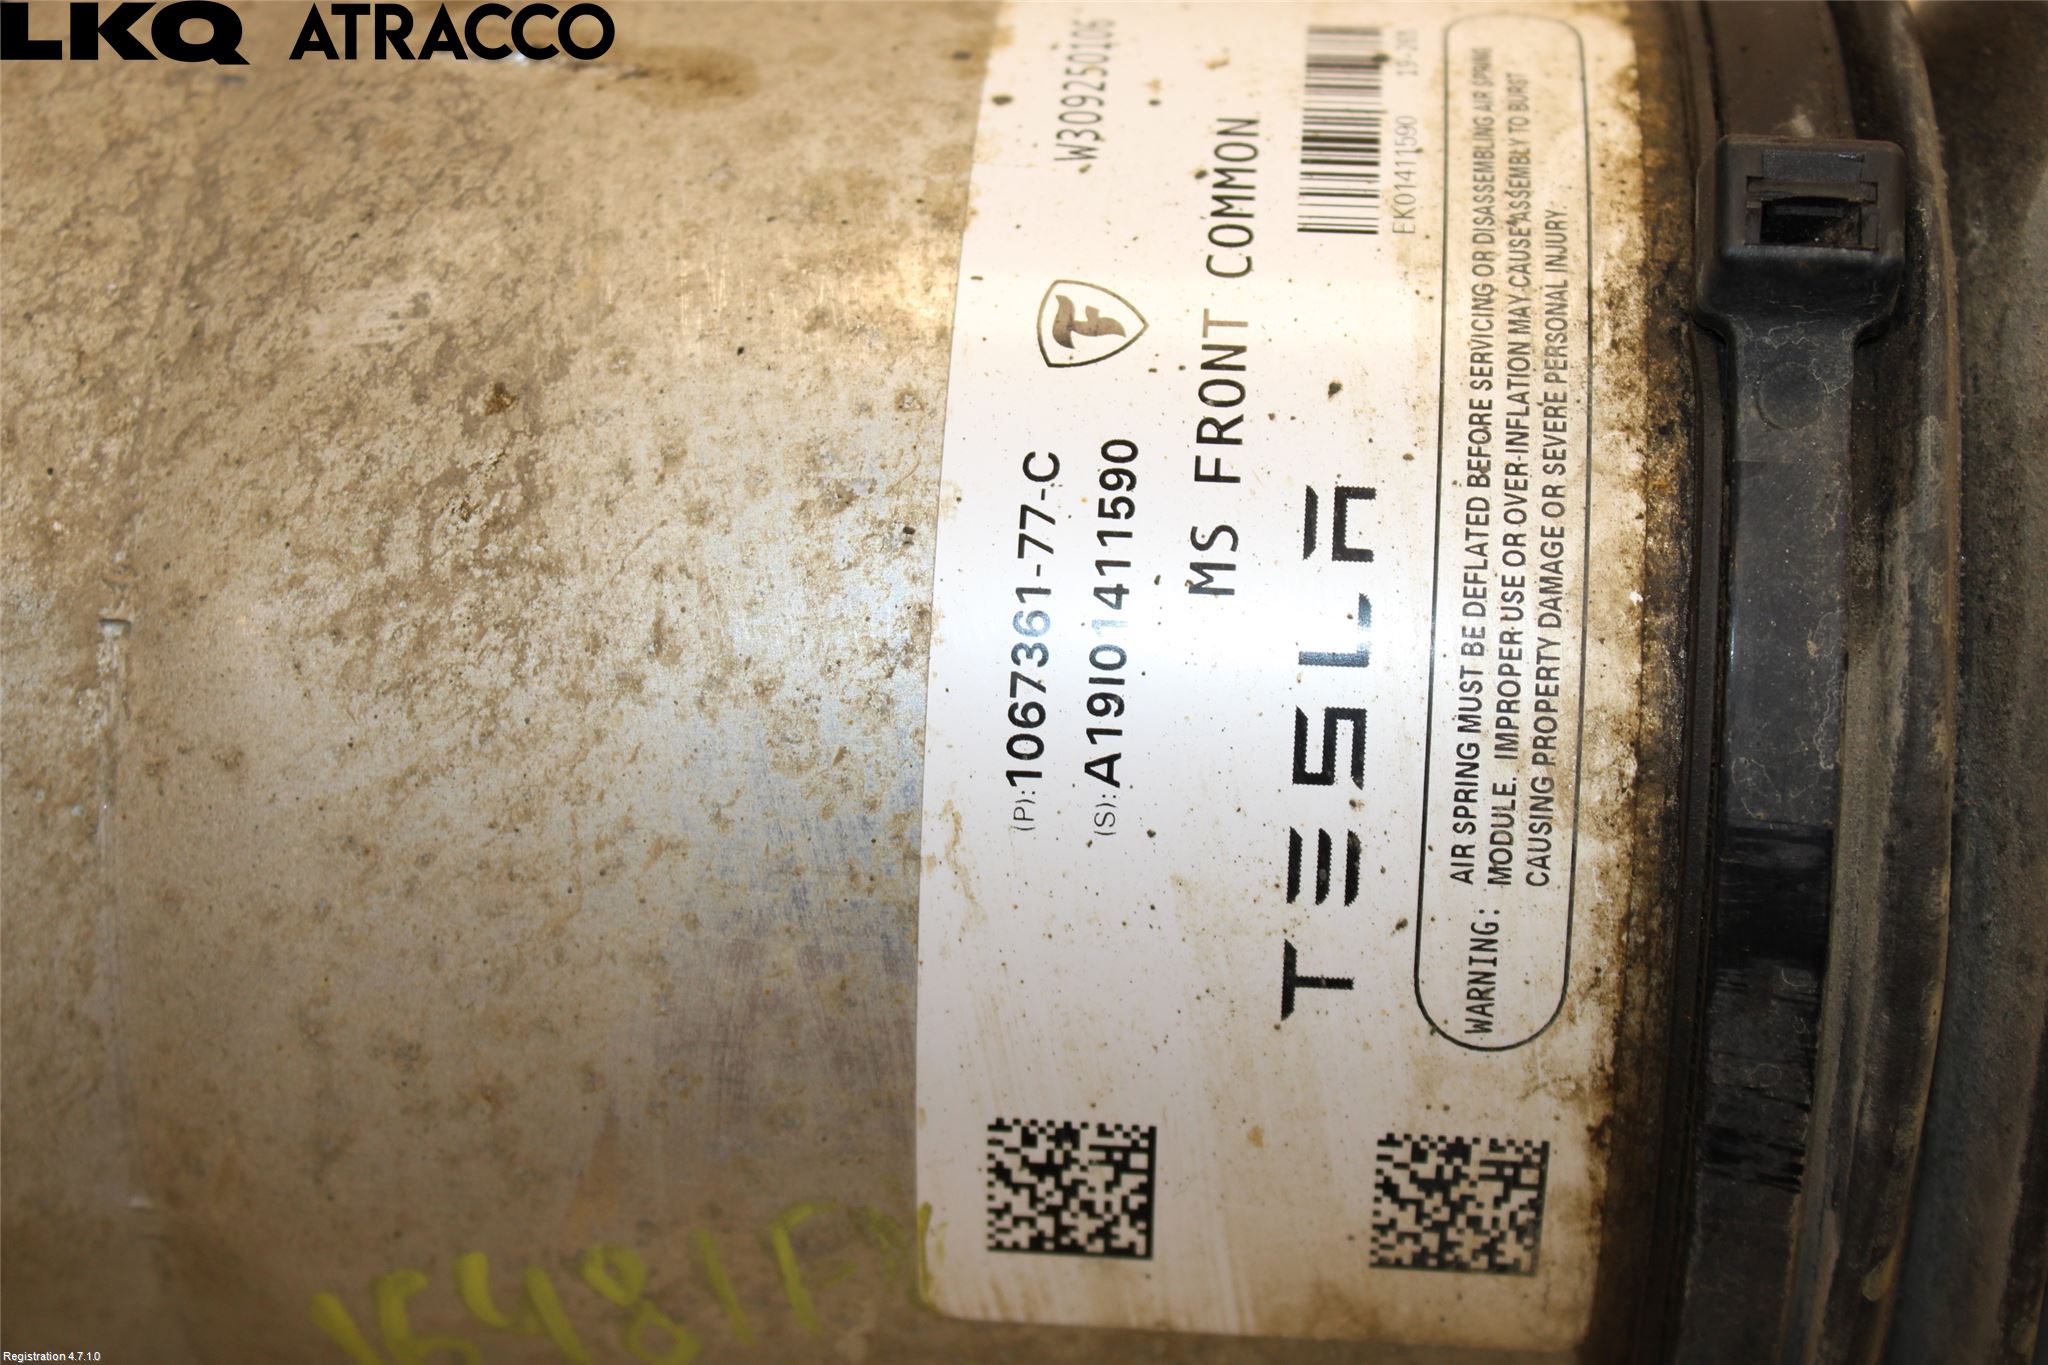 LKQ ATRACCO
W309250106
(P): 1067361-77-C
(S): A19I01411590
MS FRONT COMMON
TESLA
EK01411590
WARNING: AIR SPRING MUST BE DEFLATED BEFORE SERVICING OR DISASSEMBLING AIR SPRING
MODULE. IMPROPER USE OR OVER-INFLATION MAY CAUSE ASSEMBLY TO BURST
CAUSING PROPERTY DAMAGE OR SEVERE PERSONAL INJURY.
Registration 4.7.1.0